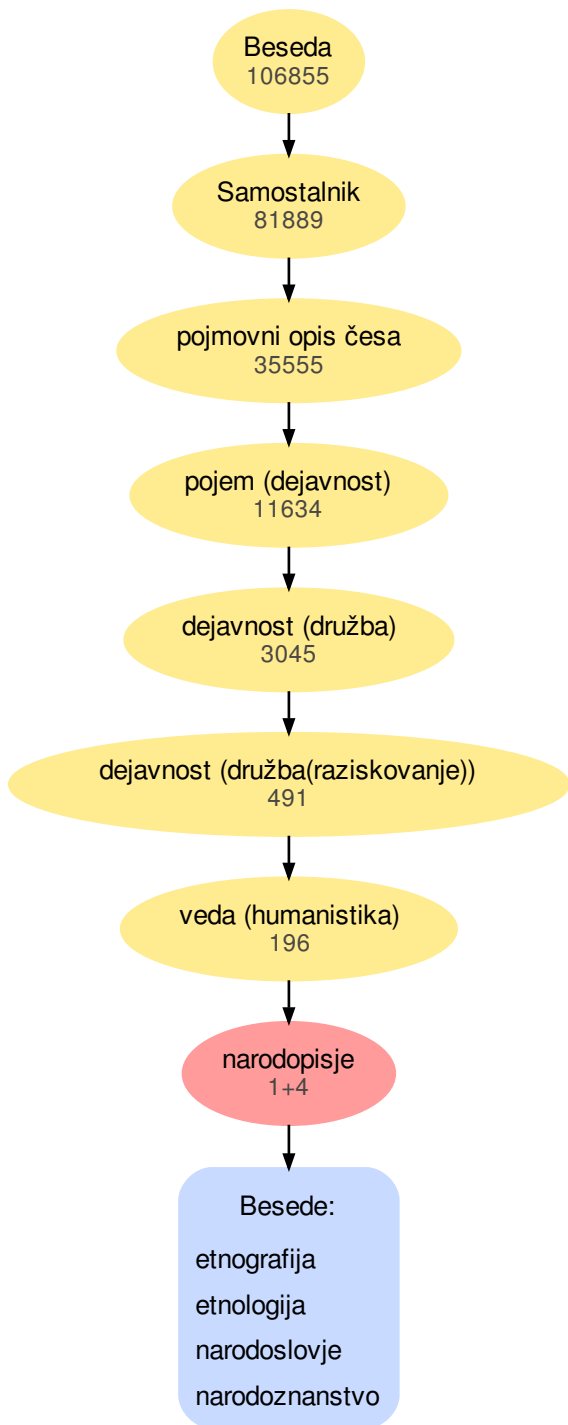 Beseda
106855
Samostalnik
81889
pojmovni opis česa
35555
pojem (dejavnost)
11634
dejavnost (družba)
3045
dejavnost (družba(raziskovanje))
491
veda (humanistika)
196
narodopisje
1+4
Besede:
etnografija
etnologija
narodoslovje
narodoznanstvo